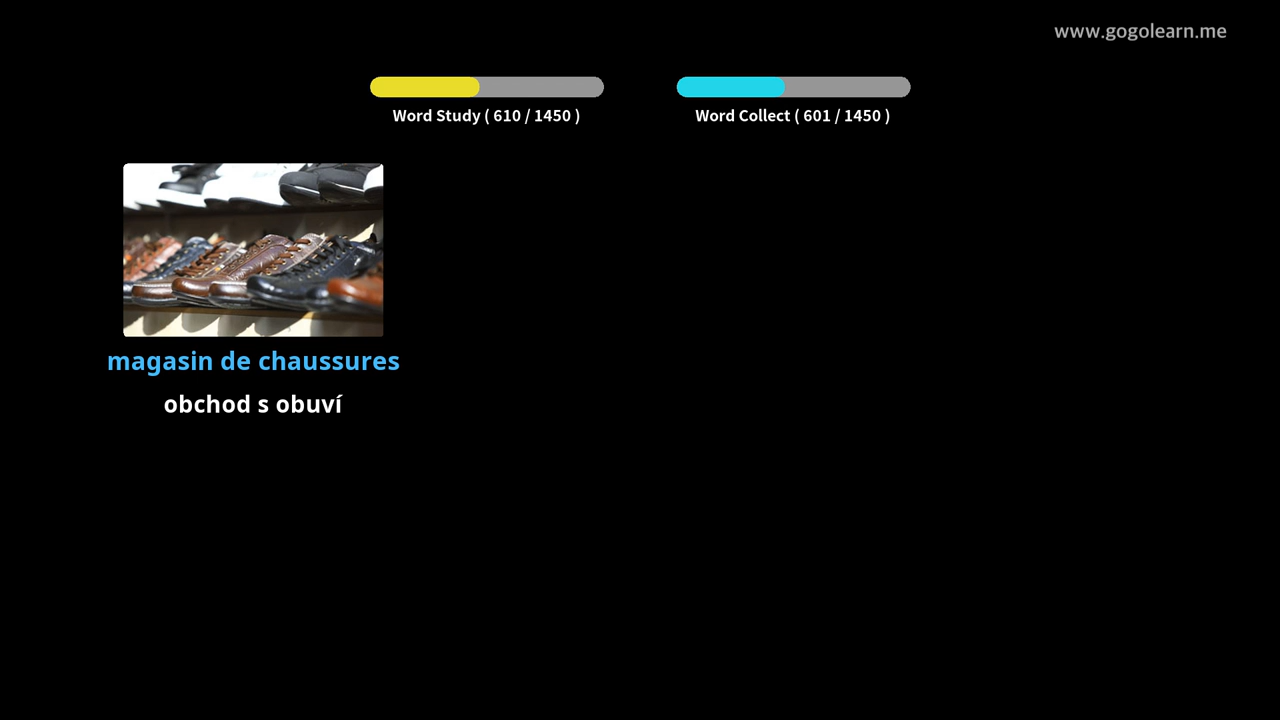 www.gogolearn.me
Word Study ( 610 / 1450 )
Word Collect ( 601 / 1450 )
magasin de chaussures
obchod s obuví